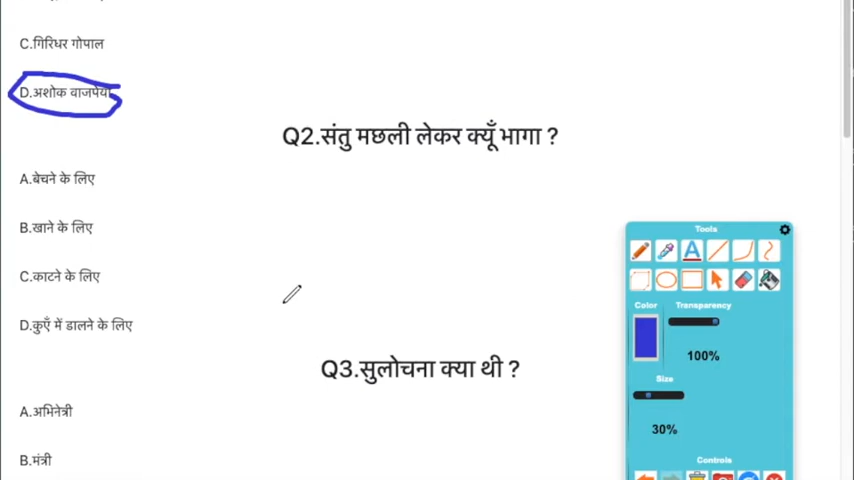 C.गिरिधर गोपाल
D.अशोक वाजपेयी
Q2.संतु मछली लेकर क्यूँ भागा ?
A.बेचने के लिए
B.खाने के लिए
C.काटने के लिए
D.कुएँ में डालने के लिए
Q3.सुलोचना क्या थी ?
A.अभिनेत्री
B.मंत्री
Tools
A
Color
Transparency
100%
Size
30%
Controls